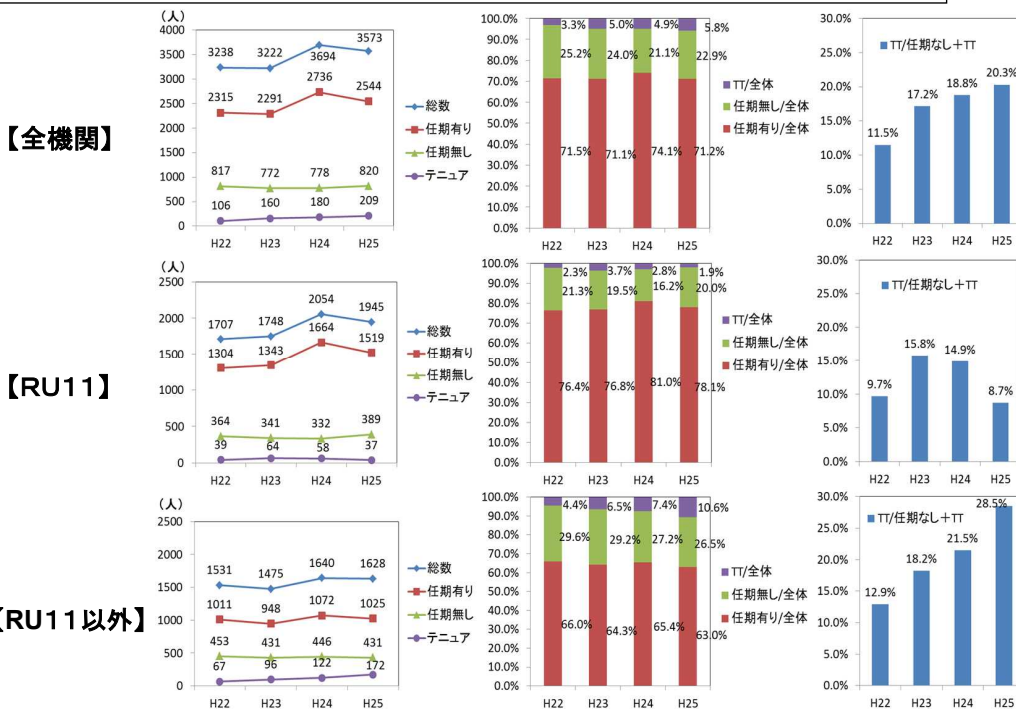 【全機関】
（人）
4000
3500
3000
2500
2000
1500
1000
500
0
3238 3222 3694 3573
2315 2291 2736 2544
817 772 778 820
106 160 180 209
H22 H23 H24 H25
総数
任期有り
任期無し
テニュア
100.0%
90.0%
80.0%
70.0%
60.0%
50.0%
40.0%
30.0%
20.0%
10.0%
0.0%
3.3% 5.0% 4.9% 5.8%
25.2% 24.0% 21.1% 22.9%
71.5% 71.1% 74.1% 71.2%
H22 H23 H24 H25
TT/全体
任期無し/全体
任期有り/全体
30.0%
25.0%
20.0%
15.0%
10.0%
5.0%
0.0%
TT/任期なし＋TT
11.5% 17.2% 18.8% 20.3%
H22 H23 H24 H25
【RU11】
（人）
2500
2000
1500
1000
500
0
1707 1748 2054 1945
1304 1343 1664 1519
364 341 332 389
39 64 58 37
H22 H23 H24 H25
総数
任期有り
任期無し
テニュア
100.0%
90.0%
80.0%
70.0%
60.0%
50.0%
40.0%
30.0%
20.0%
10.0%
0.0%
2.3% 3.7% 2.8% 1.9%
21.3% 19.5% 16.2% 20.0%
76.4% 76.8% 81.0% 78.1%
H22 H23 H24 H25
TT/全体
任期無し/全体
任期有り/全体
30.0%
25.0%
20.0%
15.0%
10.0%
5.0%
0.0%
TT/任期なし＋TT
9.7% 15.8% 14.9% 8.7%
H22 H23 H24 H25
【RU11以外】
（人）
2500
2000
1500
1000
500
0
1531 1475 1640 1628
1011 948 1072 1025
453 431 446 431
67 96 122 172
H22 H23 H24 H25
総数
任期有り
任期無し
テニュア
100.0%
90.0%
80.0%
70.0%
60.0%
50.0%
40.0%
30.0%
20.0%
10.0%
0.0%
4.4% 6.5% 7.4% 10.6%
29.6% 29.2% 27.2% 26.5%
66.0% 64.3% 65.4% 63.0%
H22 H23 H24 H25
TT/全体
任期無し/全体
任期有り/全体
30.0%
25.0%
20.0%
15.0%
10.0%
5.0%
0.0%
TT/任期なし＋TT
12.9% 18.2% 21.5% 28.5%
H22 H23 H24 H25